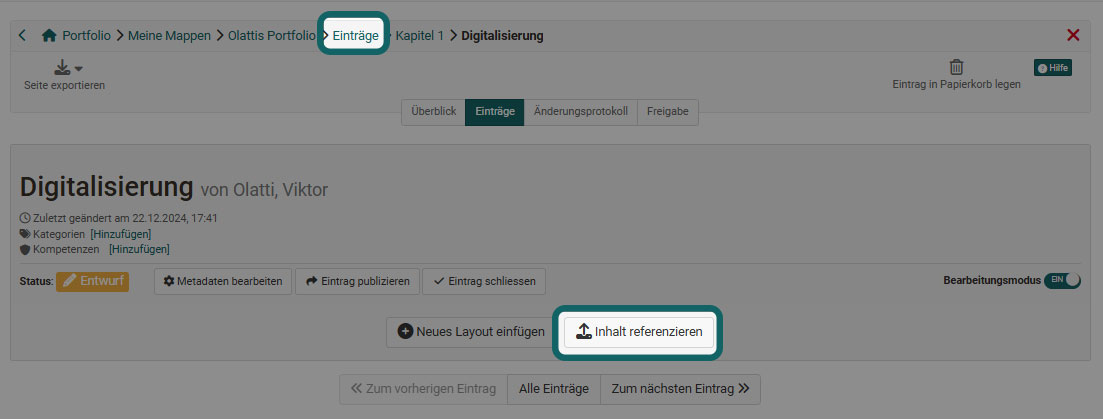 Portfolio Meine Mappen Olattis Portfolio Einträge Kapitel 1 Digitalisierung
Seite exportieren
Eintrag in Papierkorb legen
Hilfe
Überblick Einträge Änderungsprotokoll Freigabe
Digitalisierung von Olatti, Viktor
Zuletzt geändert am 22.12.2024, 17:41
Kategorien [Hinzufügen]
Kompetenzen [Hinzufügen]
Status: Entwurf Metadaten bearbeiten Eintrag publizieren Eintrag schliessen Bearbeitungsmodus EIN
Neues Layout einfügen Inhalt referenzieren
Zum vorherigen Eintrag Alle Einträge Zum nächsten Eintrag